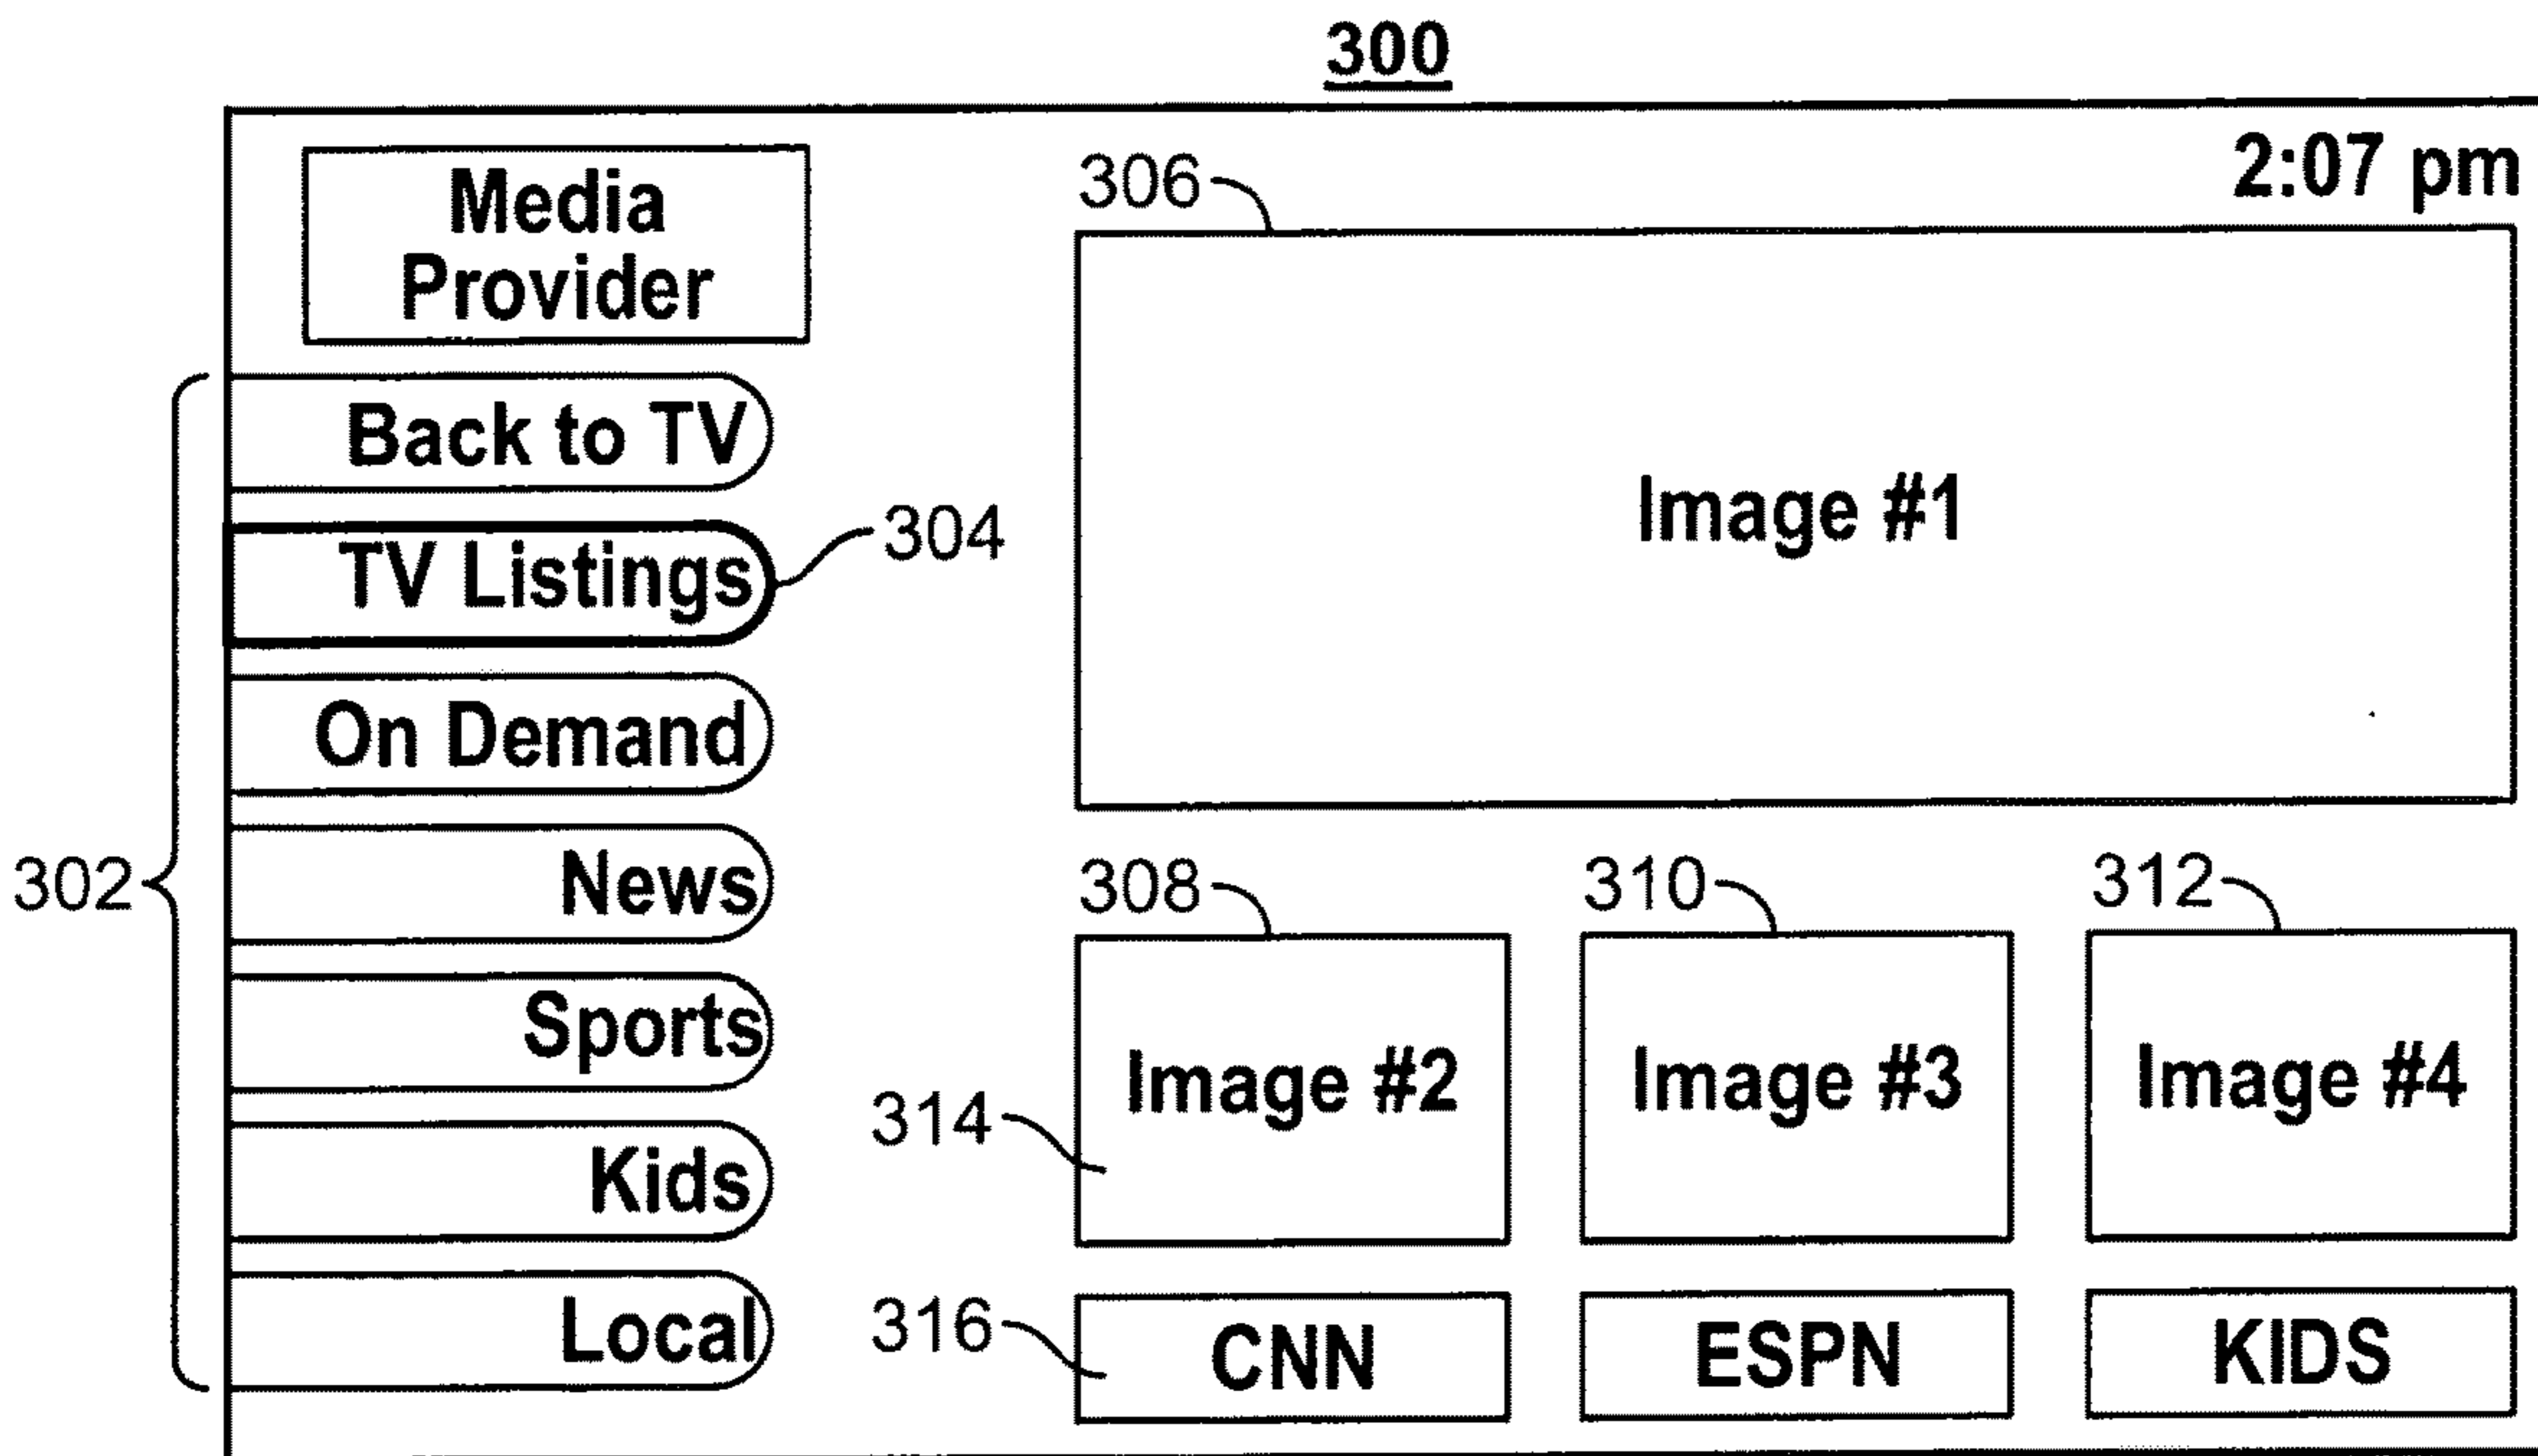 300
2:07 pm
Media
Provider
306
Image #1
Back to TV
TV Listings
304
On Demand
News
302
Sports
Kids
Local
308
310
312
Image #2
Image #3
Image #4
314
316
CNN
ESPN
KIDS